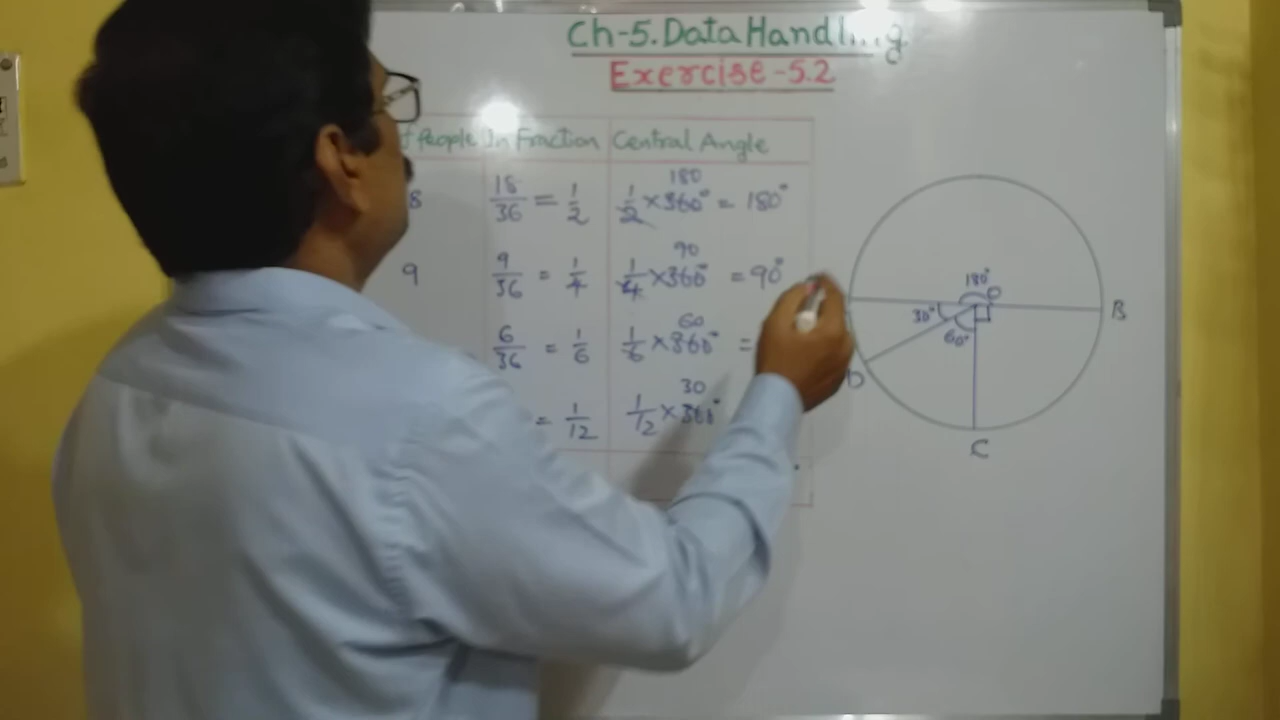 Ch-5. Data Handling
Exercise - 5.2
f People In Fraction Central Angle
8 18/36 = 1/2 1/2 × 360° = 180° 180
9 9/36 = 1/4 1/4 × 360° = 90° 90
6/36 = 1/6 1/6 × 360° = 60
= 1/12 1/12 × 360° 30
180°
O
B
30°
60°
D
C